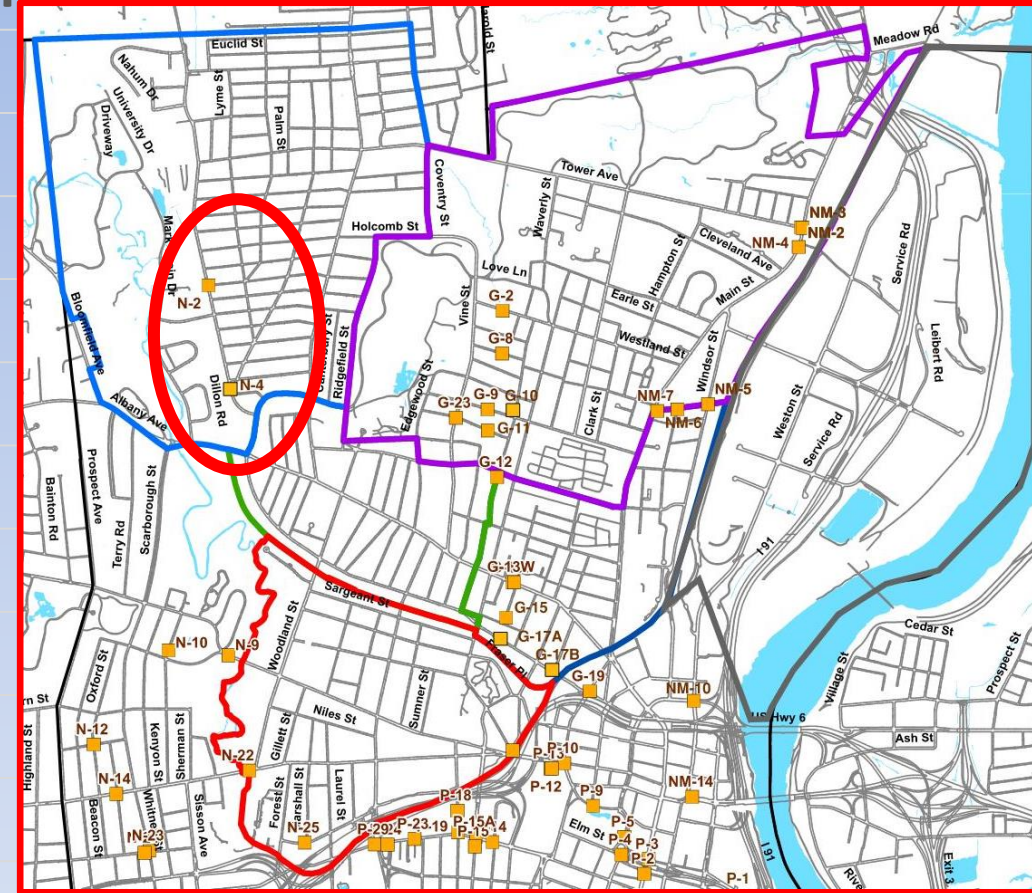 Meadow Rd
Euclid St
Nahum Dr
University Dr
Driveway
Lyme St
Palm St
Tower Ave
Coventry St
Waverly St
Holcomb St
NM-3
NM-2
NM-4
Cleveland Ave
Hampton St
Service Rd
Love Ln
Main St
N-2
G-2
Earle St
Vine St
Westland St
Windsor St
Leibert Rd
Bloomfield Ave
G-8
Ridgefield St
N-4
Dillon Rd
Edgewood St
G-9
G-10
G-23
G-11
NM-7
NM-5
NM-6
Clark St
Weston St
Service Rd
Albany Ave
G-12
Prospect Ave
Bainton Rd
Terry Rd
Scarborough St
I 91
G-13W
Sargeant St
G-15
Woodland St
G-17A
Fraser Pl
G-17B
Cedar St
Prospect St
Village St
N-10
N-9
Oxford St
Sumner St
G-19
NM-10
US Hwy 6
rn St
Niles St
Highland St
N-12
Kenyon St
Sherman St
Gillett St
Ash St
N-22
P-10
P-12
N-14
Forest St
Laurel St
NM-14
Beacon St
Sisson Ave
P-18
P-9
P-15A
Elm St
P-5
N-25
P-23
P-4
P-3
P-2
N-23
I 91
Exit 3
P-1